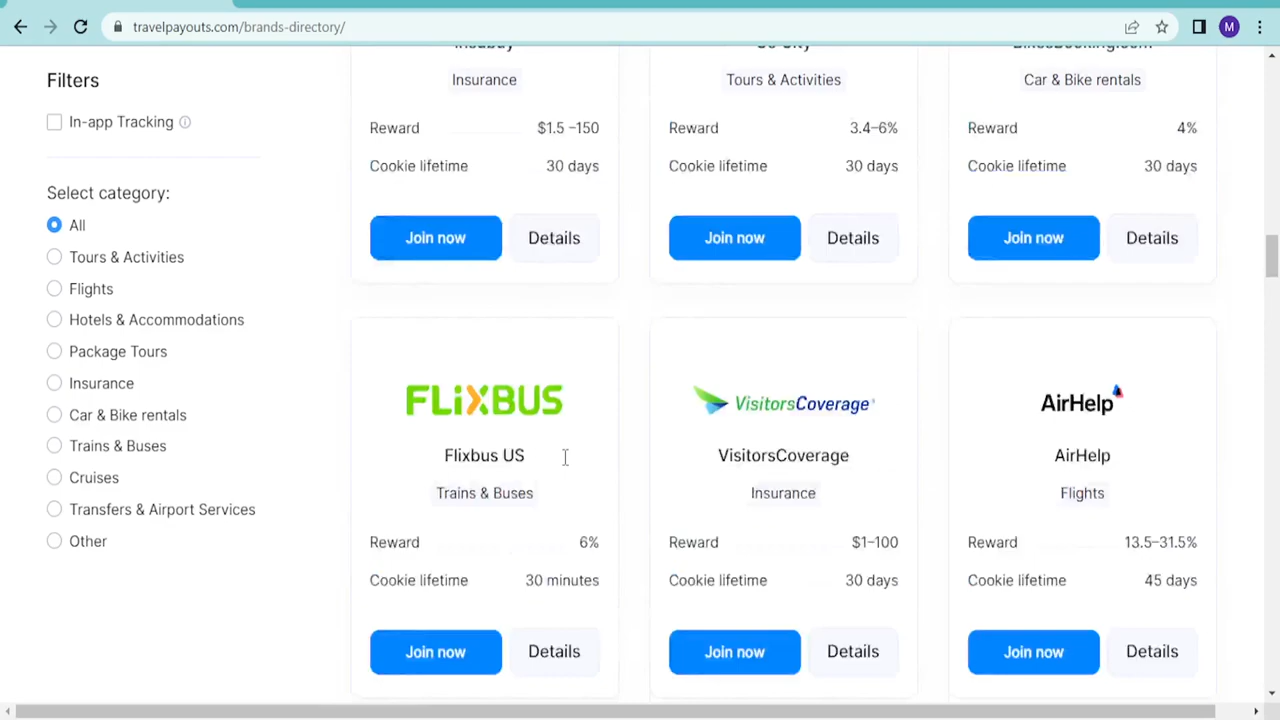 travelpayouts.com/brands-directory/
M
Filters
In-app Tracking
Select category:
All
Tours & Activities
Flights
Hotels & Accommodations
Package Tours
Insurance
Car & Bike rentals
Trains & Buses
Cruises
Transfers & Airport Services
Other
Insurance
Reward $1.5 –150
Cookie lifetime 30 days
Join now Details
Go City
Tours & Activities
Reward 3.4–6%
Cookie lifetime 30 days
Join now Details
BikesBooking.com
Car & Bike rentals
Reward 4%
Cookie lifetime 30 days
Join now Details
FLiXBUS
Flixbus US
Trains & Buses
Reward 6%
Cookie lifetime 30 minutes
Join now Details
VisitorsCoverage
VisitorsCoverage
Insurance
Reward $1–100
Cookie lifetime 30 days
Join now Details
AirHelp
AirHelp
Flights
Reward 13.5–31.5%
Cookie lifetime 45 days
Join now Details